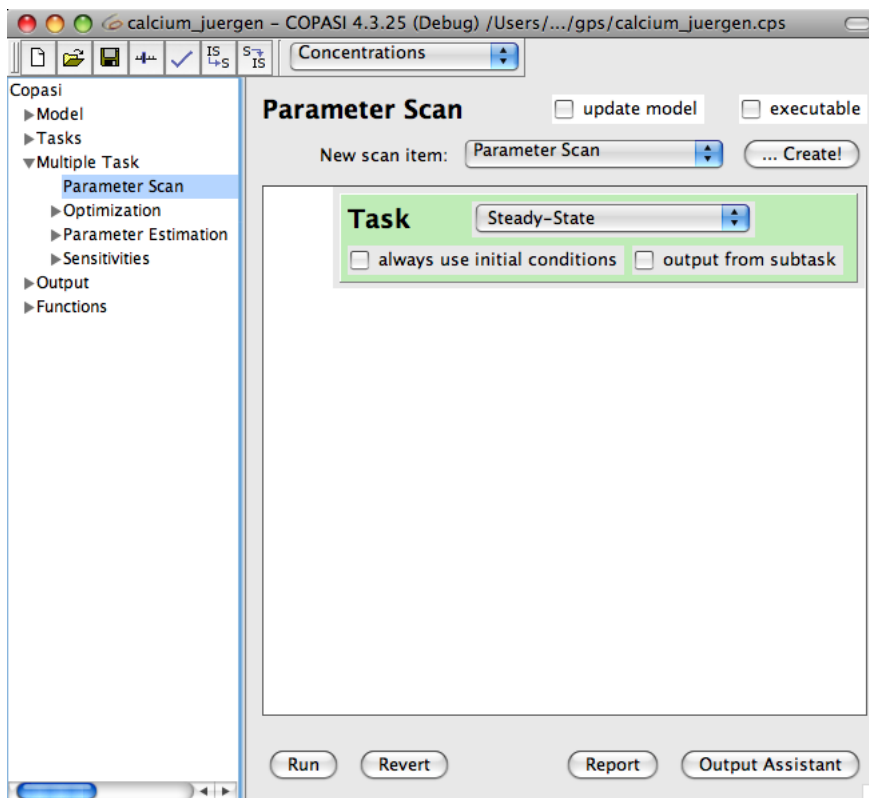 calcium_juergen – COPASI 4.3.25 (Debug) /Users/.../gps/calcium_juergen.cps
IS S S IS Concentrations
Copasi
Model
Tasks
Multiple Task
Parameter Scan
Optimization
Parameter Estimation
Sensitivities
Output
Functions
Parameter Scan update model executable
New scan item: Parameter Scan ... Create!
Task Steady-State
always use initial conditions output from subtask
Run Revert Report Output Assistant